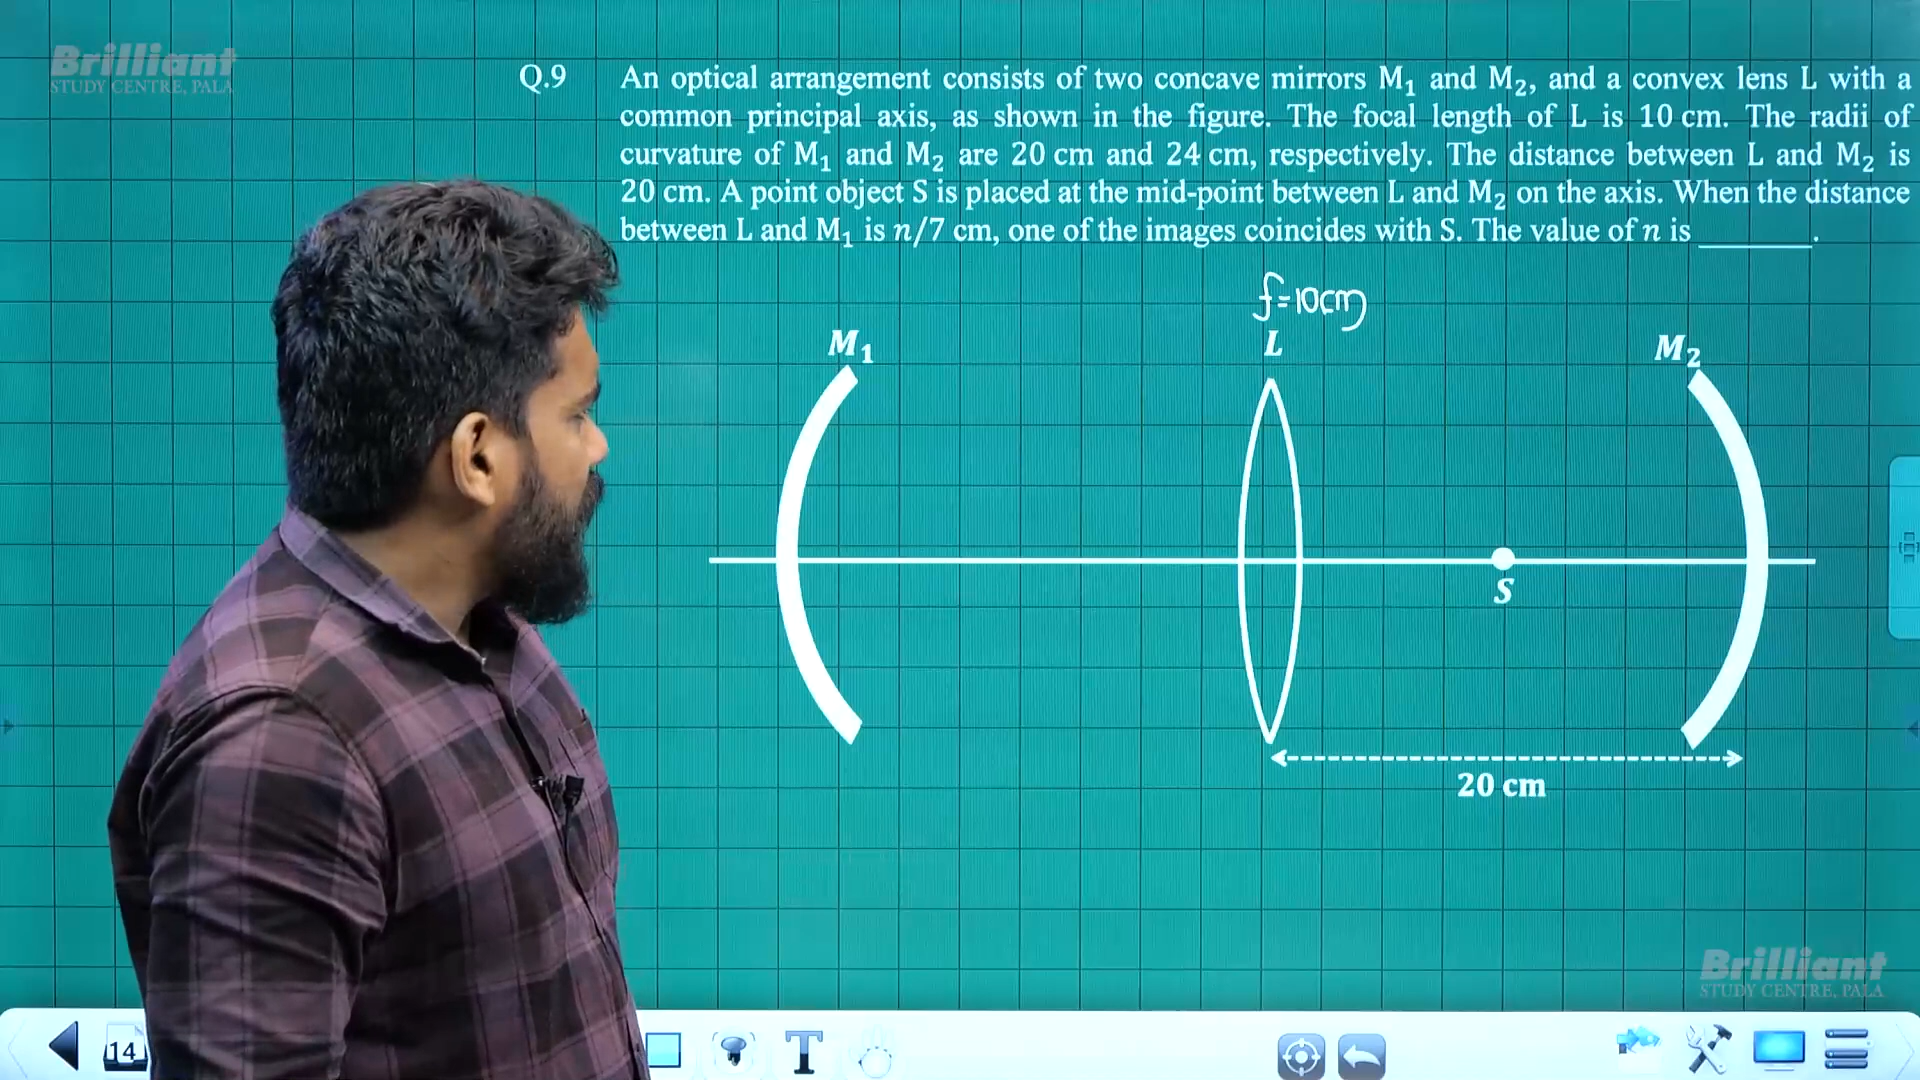 Brilliant
STUDY CENTRE, PALA
Q.9 An optical arrangement consists of two concave mirrors M₁ and M₂, and a convex lens L with a
common principal axis, as shown in the figure. The focal length of L is 10 cm. The radii of
curvature of M₁ and M₂ are 20 cm and 24 cm, respectively. The distance between L and M₂ is
20 cm. A point object S is placed at the mid-point between L and M₂ on the axis. When the distance
between L and M₁ is n/7 cm, one of the images coincides with S. The value of n is ________.
f=10cm
M₁
L
M₂
S
20 cm
Brilliant
STUDY CENTRE, PALA
14
T